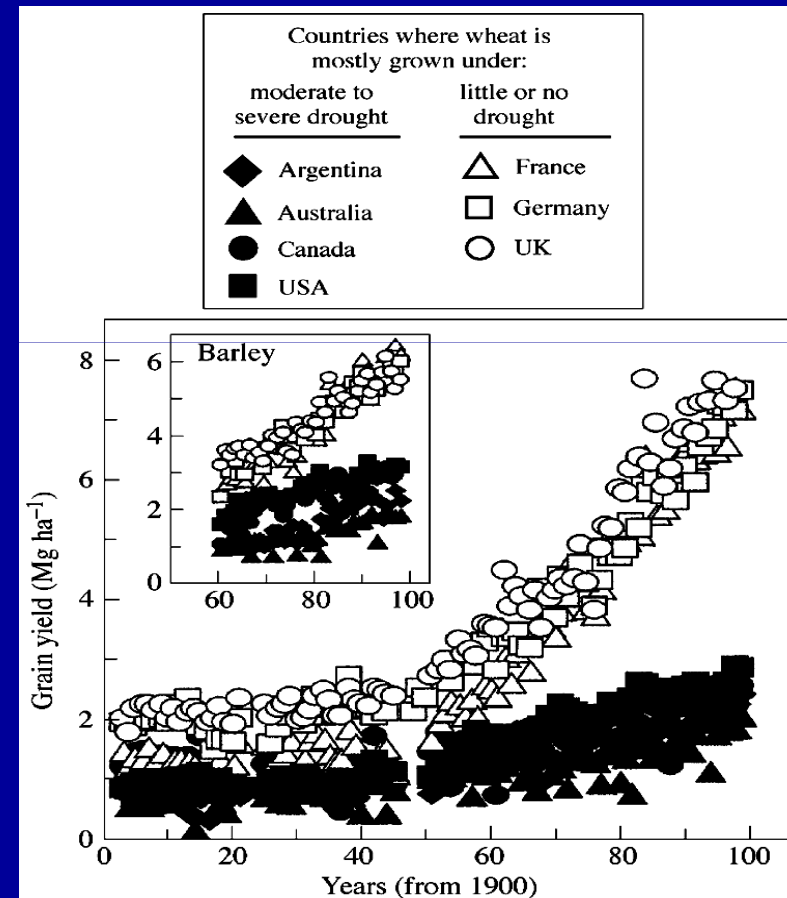 Countries where wheat is
mostly grown under:
moderate to
severe drought
little or no
drought
Argentina
Australia
Canada
USA
France
Germany
UK
8
6
4
2
0
Grain yield (Mg ha⁻¹)
Barley
6
4
2
0
60
80
100
0
20
40
60
80
100
Years (from 1900)